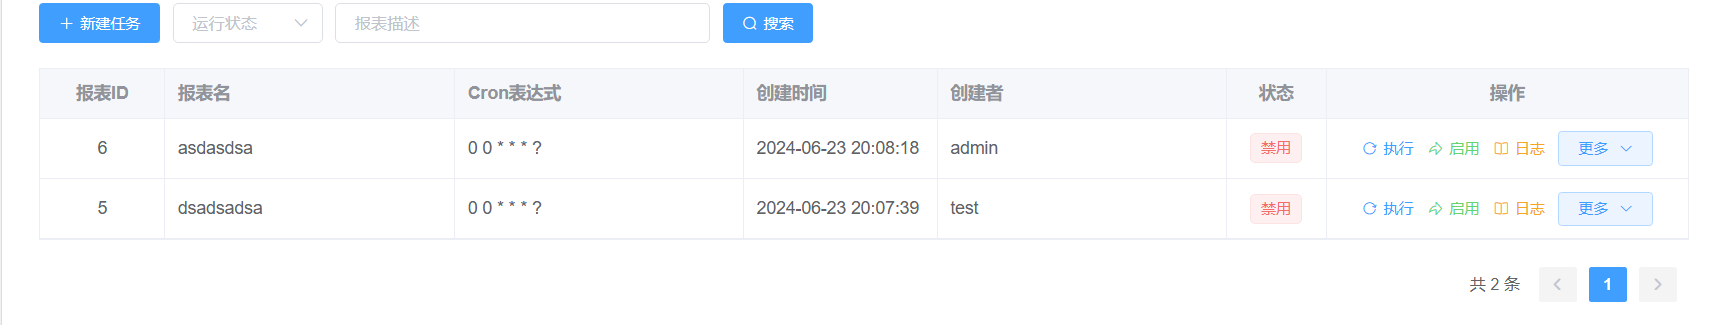 新建任务 运行状态 报表描述 搜索
报表ID 报表名 Cron表达式 创建时间 创建者 状态 操作
6 asdasdsa 0 0 * * * ? 2024-06-23 20:08:18 admin 禁用 执行 启用 日志 更多
5 dsadsadsa 0 0 * * * ? 2024-06-23 20:07:39 test 禁用 执行 启用 日志 更多
共 2 条 1